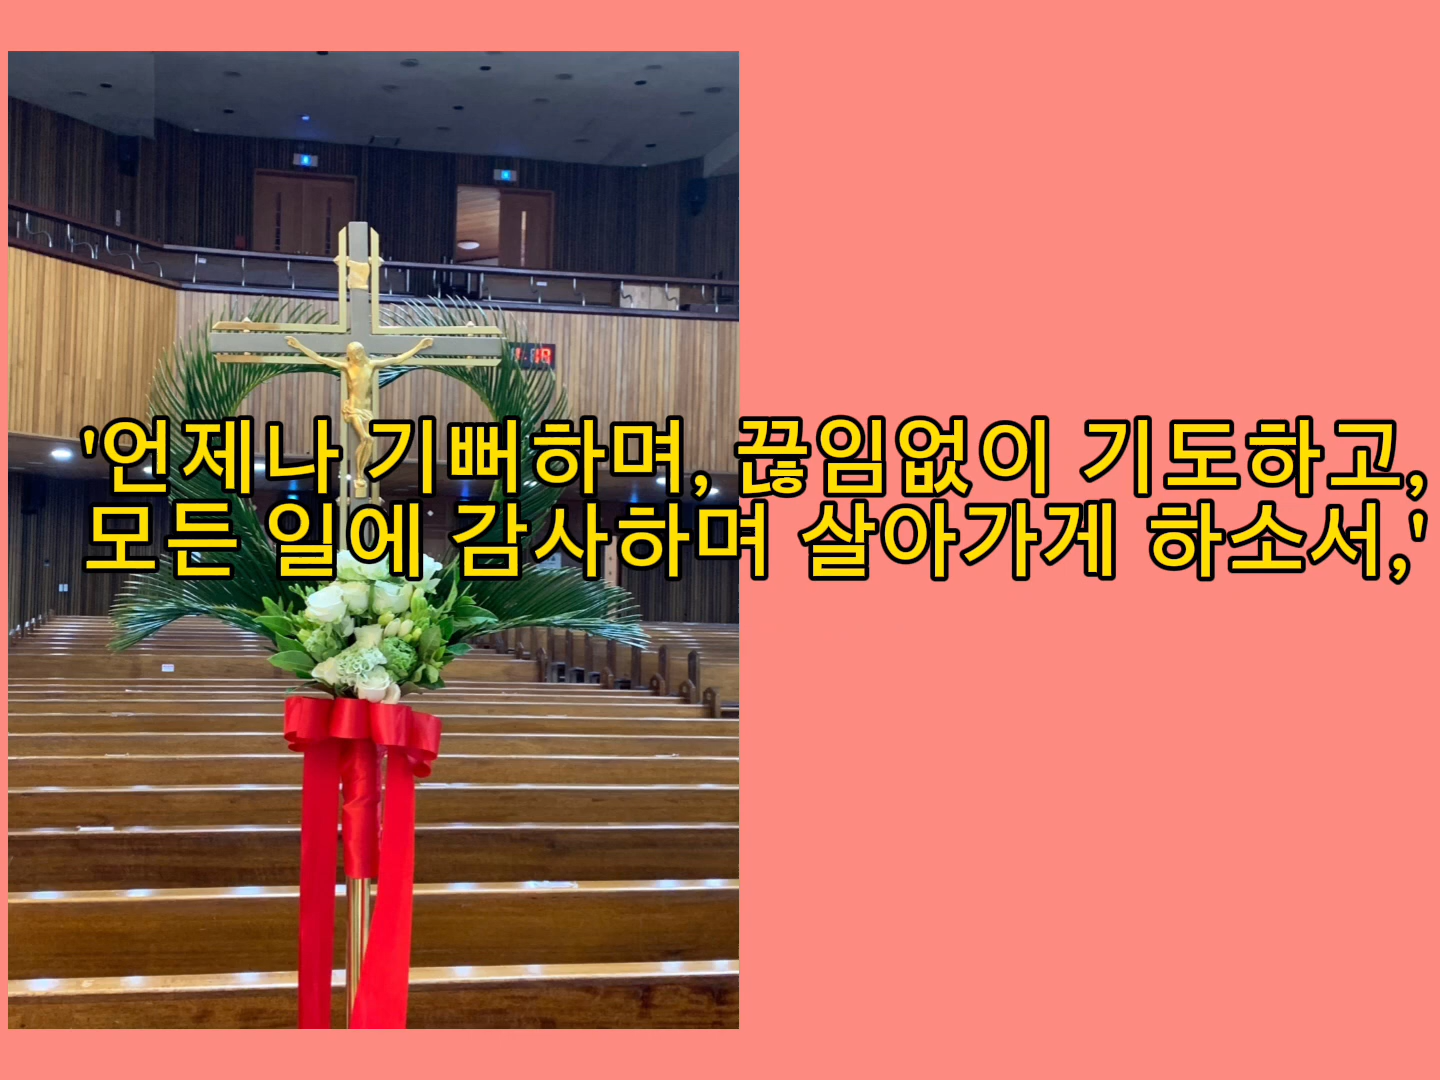 '언제나 기뻐하며, 끊임없이 기도하고,
모든 일에 감사하며 살아가게 하소서,'